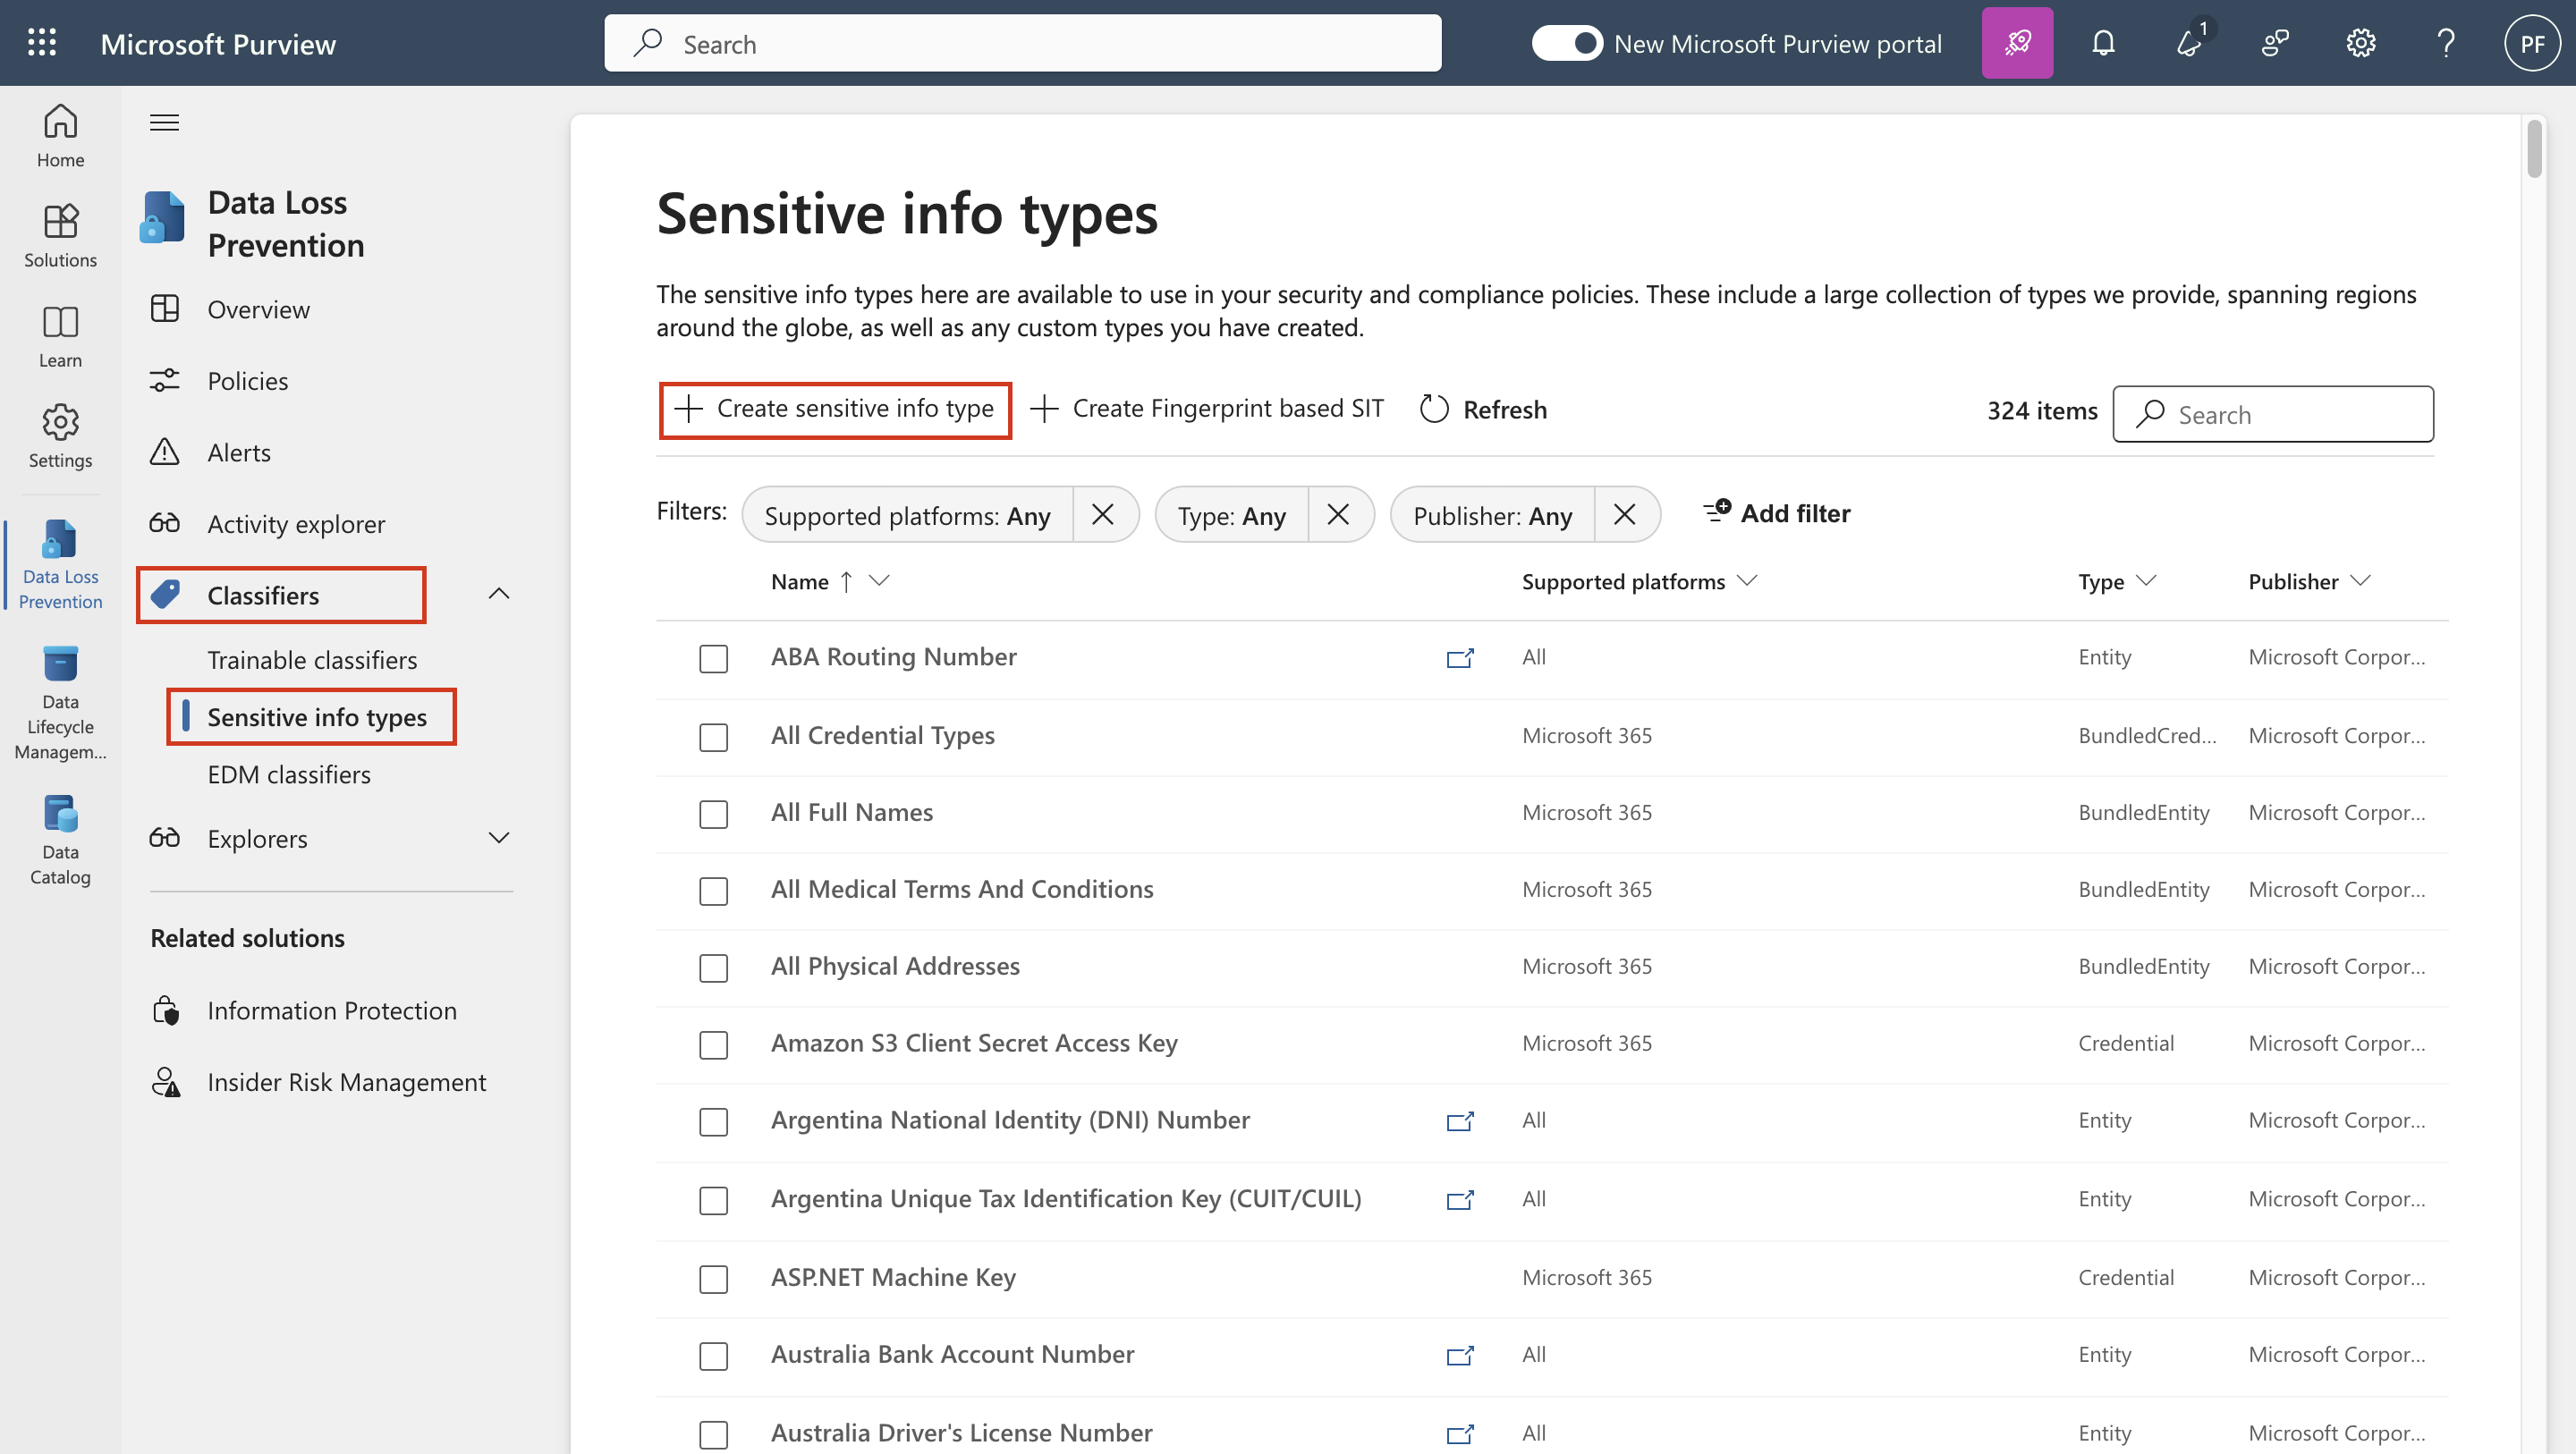 Microsoft Purview
Search
New Microsoft Purview portal
1
PF
Home
Solutions
Learn
Settings
Data Loss
Prevention
Data
Lifecycle
Managem...
Data
Catalog
Data Loss
Prevention
Overview
Policies
Alerts
Activity explorer
Classifiers
Trainable classifiers
Sensitive info types
EDM classifiers
Explorers
Related solutions
Information Protection
Insider Risk Management
Sensitive info types
The sensitive info types here are available to use in your security and compliance policies. These include a large collection of types we provide, spanning regions
around the globe, as well as any custom types you have created.
Create sensitive info type Create Fingerprint based SIT Refresh 324 items Search
Filters: Supported platforms: Any Type: Any Publisher: Any Add filter
Name Supported platforms Type Publisher
ABA Routing Number All Entity Microsoft Corpor...
All Credential Types Microsoft 365 BundledCred... Microsoft Corpor...
All Full Names Microsoft 365 BundledEntity Microsoft Corpor...
All Medical Terms And Conditions Microsoft 365 BundledEntity Microsoft Corpor...
All Physical Addresses Microsoft 365 BundledEntity Microsoft Corpor...
Amazon S3 Client Secret Access Key Microsoft 365 Credential Microsoft Corpor...
Argentina National Identity (DNI) Number All Entity Microsoft Corpor...
Argentina Unique Tax Identification Key (CUIT/CUIL) All Entity Microsoft Corpor...
ASP.NET Machine Key Microsoft 365 Credential Microsoft Corpor...
Australia Bank Account Number All Entity Microsoft Corpor...
Australia Driver's License Number All Entity Microsoft Corpor...